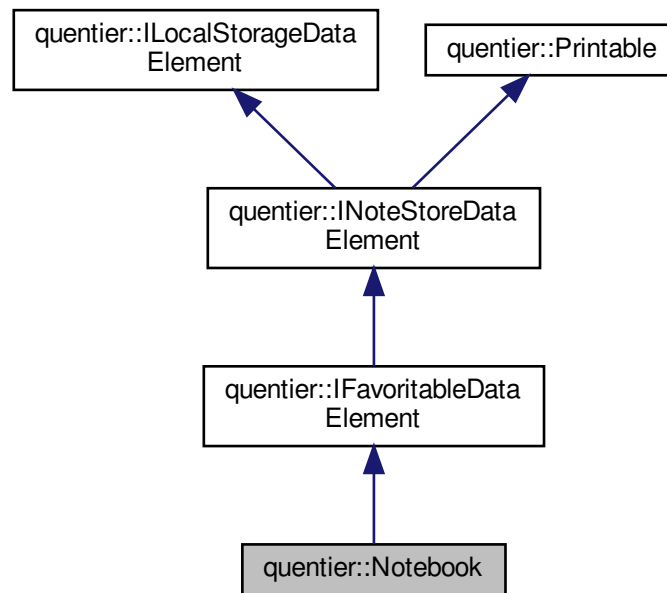 quentier::ILocalStorageData
Element
quentier::Printable
quentier::INoteStoreData
Element
quentier::IFavoritableData
Element
quentier::Notebook